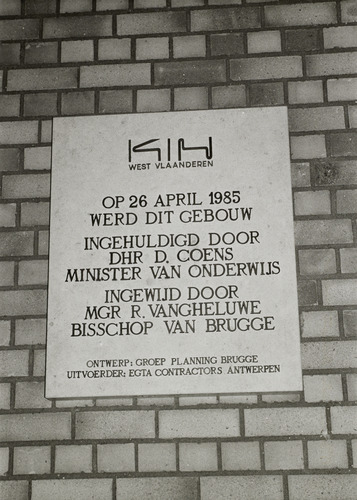 KIH
WEST VLAANDEREN
OP 26 APRIL 1985
WERD DIT GEBOUW
INGEHULDIGD DOOR
DHR D. COENS
MINISTER VAN ONDERWIJS
INGEWIJD DOOR
MGR R. VANGHELUWE
BISSCHOP VAN BRUGGE
ONTWERP: GROEP PLANNING BRUGGE
UITVOERDER: EGTA CONTRACTORS ANTWERPEN